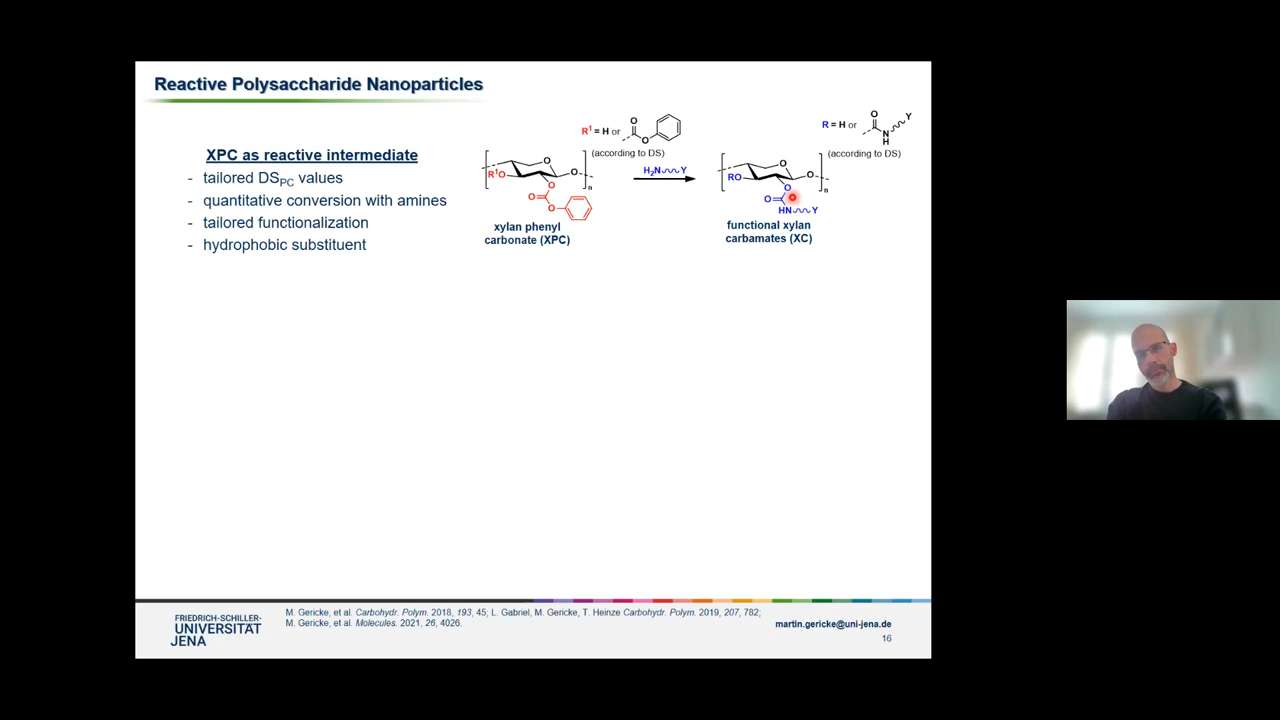 Reactive Polysaccharide Nanoparticles
XPC as reactive intermediate
- tailored DSPC values
- quantitative conversion with amines
- tailored functionalization
- hydrophobic substituent
R1 = H or
O
O
(according to DS)
R1O
O
O
n
O
O
O
xylan phenyl
carbonate (XPC)
H2N Y
R = H or
O
N
H
Y
(according to DS)
RO
O
O
n
O
O
HN Y
functional xylan
carbamates (XC)
FRIEDRICH-SCHILLER-
UNIVERSITÄT
JENA
M. Gericke, et al. Carbohydr. Polym. 2018, 193, 45; L. Gabriel, M. Gericke, T. Heinze Carbohydr. Polym. 2019, 207, 782;
M. Gericke, et al. Molecules. 2021, 26, 4026.
martin.gericke@uni-jena.de
16